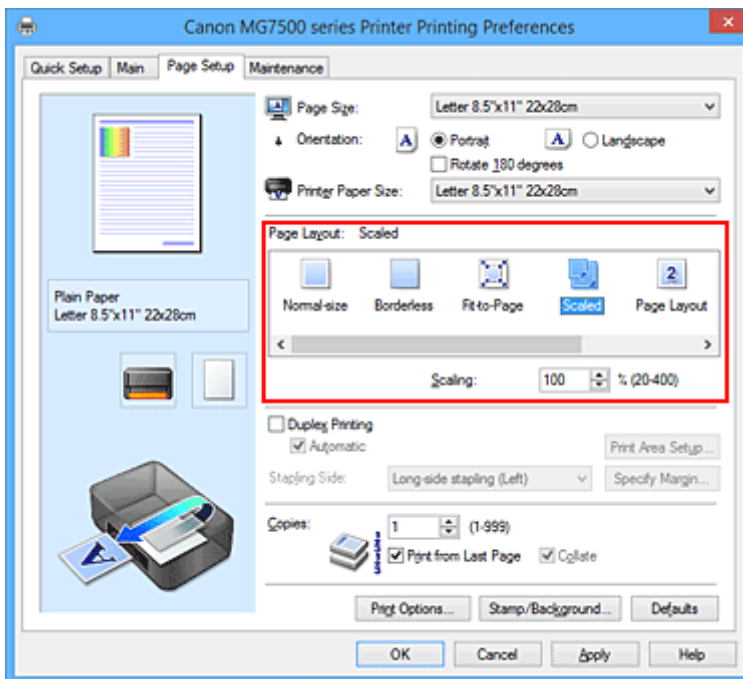 Canon MG7500 series Printer Printing Preferences
Quick Setup Main Page Setup Maintenance
Page Size: Letter 8.5"x11" 22x28cm
Orientation: A Portrait A Landscape
Rotate 180 degrees
Printer Paper Size: Letter 8.5"x11" 22x28cm
Page Layout: Scaled
2
Normal-size Borderless Fit-to-Page Scaled Page Layout
Scaling: 100 % (20-400)
Plain Paper
Letter 8.5"x11" 22x28cm
Duplex Printing
Automatic Print Area Setup...
Stapling Side: Long-side stapling (Left) Specify Margin...
Copies: 1 (1-999)
Print from Last Page Collate
A
Print Options... Stamp/Background... Defaults
OK Cancel Apply Help